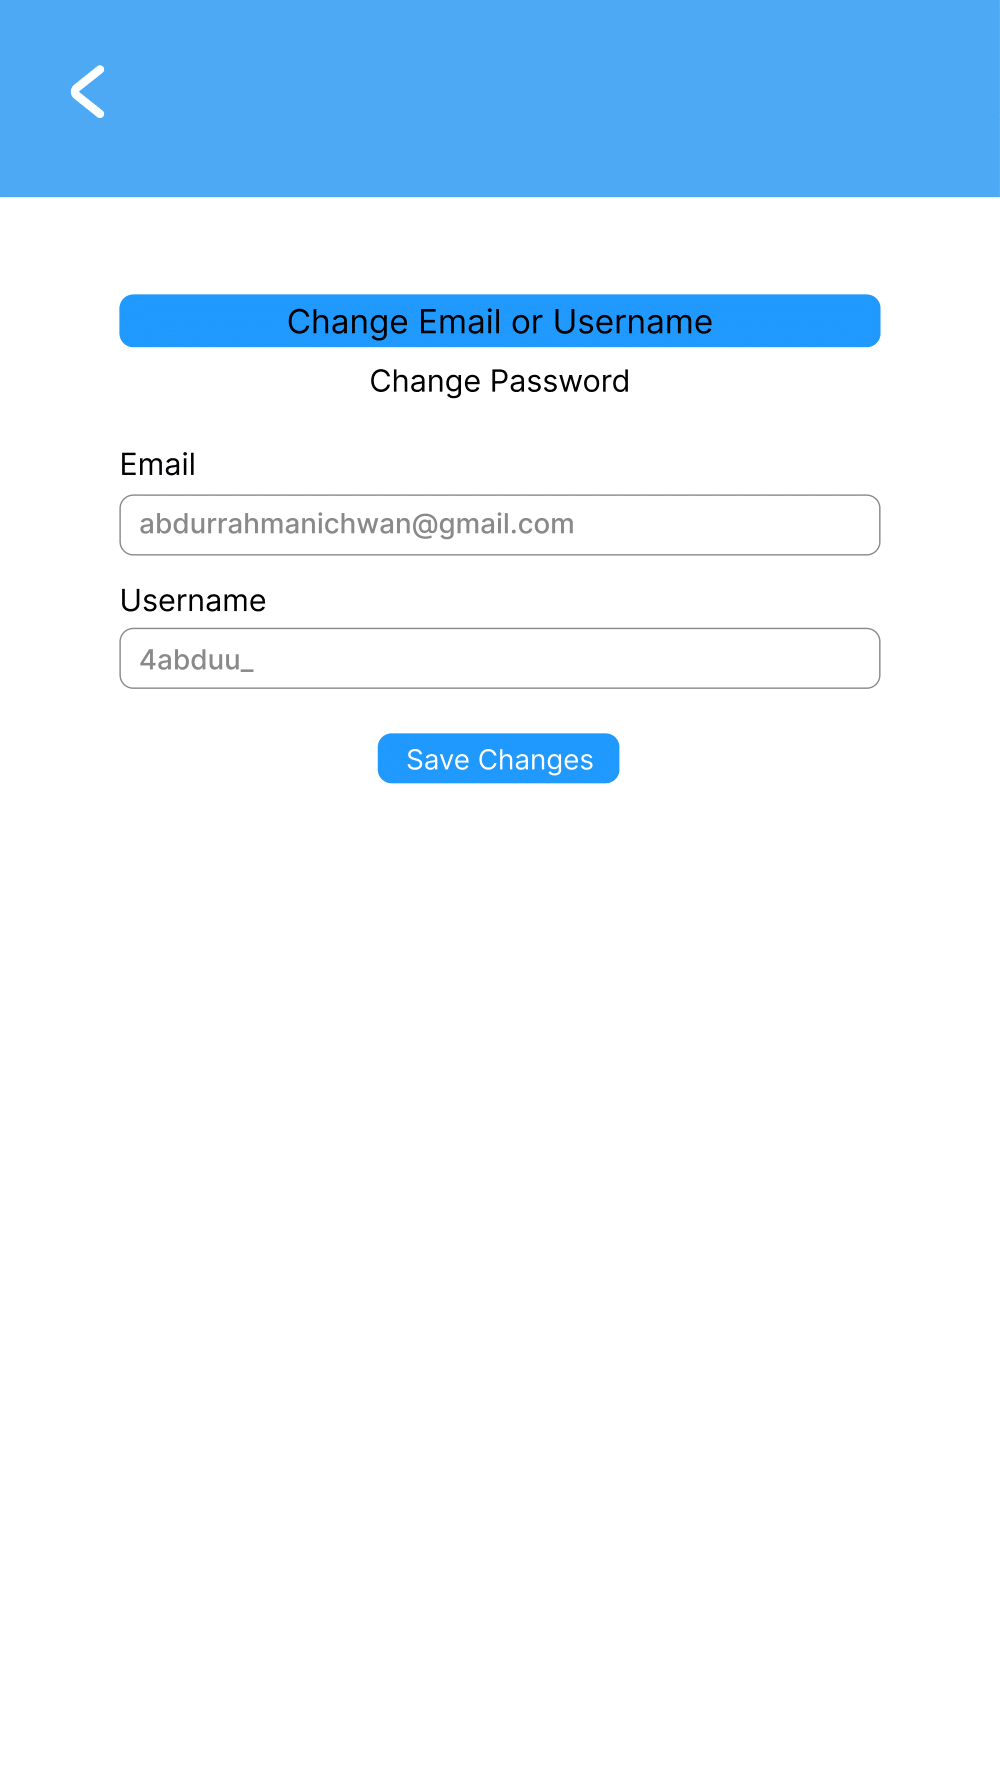 Change Email or Username
Change Password
Email
abdurrahmanichwan@gmail.com
Username
4abduu_
Save Changes